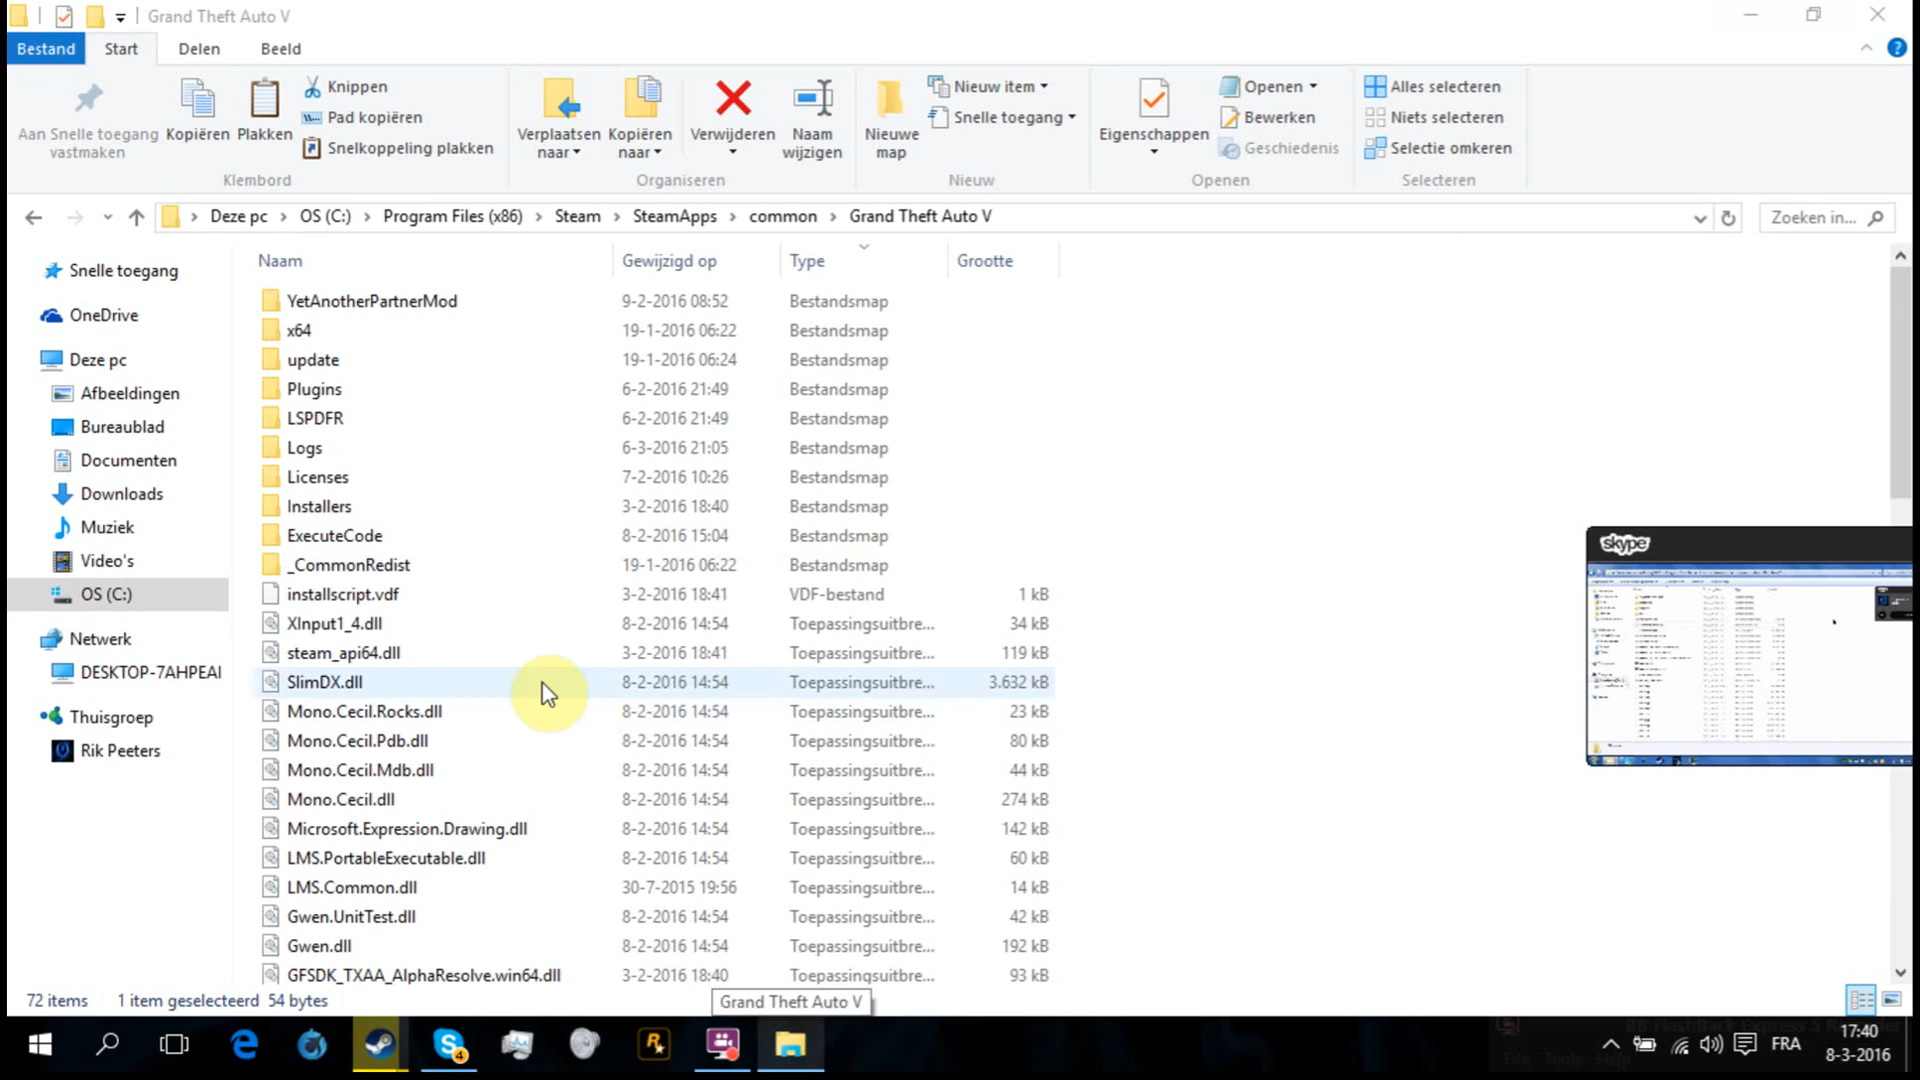 Grand Theft Auto V
Bestand Start Delen Beeld
Aan Snelle toegang vastmaken
Kopiëren
Plakken
Knippen
Pad kopiëren
Snelkoppeling plakken
Klembord
Verplaatsen naar
Kopiëren naar
Verwijderen
Naam wijzigen
Organiseren
Nieuwe map
Nieuw item
Snelle toegang
Nieuw
Eigenschappen
Openen
Bewerken
Geschiedenis
Openen
Alles selecteren
Niets selecteren
Selectie omkeren
Selecteren
Deze pc > OS (C:) > Program Files (x86) > Steam > SteamApps > common > Grand Theft Auto V
Zoeken in...
Snelle toegang
OneDrive
Deze pc
Afbeeldingen
Bureaublad
Documenten
Downloads
Muziek
Video's
OS (C:)
Netwerk
DESKTOP-7AHPEAI
Thuisgroep
Rik Peeters
Naam Gewijzigd op Type Grootte
YetAnotherPartnerMod 9-2-2016 08:52 Bestandsmap
x64 19-1-2016 06:22 Bestandsmap
update 19-1-2016 06:24 Bestandsmap
Plugins 6-2-2016 21:49 Bestandsmap
LSPDFR 6-2-2016 21:49 Bestandsmap
Logs 6-3-2016 21:05 Bestandsmap
Licenses 7-2-2016 10:26 Bestandsmap
Installers 3-2-2016 18:40 Bestandsmap
ExecuteCode 8-2-2016 15:04 Bestandsmap
_CommonRedist 19-1-2016 06:22 Bestandsmap
installscript.vdf 3-2-2016 18:41 VDF-bestand 1 kB
XInput1_4.dll 8-2-2016 14:54 Toepassingsuitbre... 34 kB
steam_api64.dll 3-2-2016 18:41 Toepassingsuitbre... 119 kB
SlimDX.dll 8-2-2016 14:54 Toepassingsuitbre... 3.632 kB
Mono.Cecil.Rocks.dll 8-2-2016 14:54 Toepassingsuitbre... 23 kB
Mono.Cecil.Pdb.dll 8-2-2016 14:54 Toepassingsuitbre... 80 kB
Mono.Cecil.Mdb.dll 8-2-2016 14:54 Toepassingsuitbre... 44 kB
Mono.Cecil.dll 8-2-2016 14:54 Toepassingsuitbre... 274 kB
Microsoft.Expression.Drawing.dll 8-2-2016 14:54 Toepassingsuitbre... 142 kB
LMS.PortableExecutable.dll 8-2-2016 14:54 Toepassingsuitbre... 60 kB
LMS.Common.dll 30-7-2015 19:56 Toepassingsuitbre... 14 kB
Gwen.UnitTest.dll 8-2-2016 14:54 Toepassingsuitbre... 42 kB
Gwen.dll 8-2-2016 14:54 Toepassingsuitbre... 192 kB
GFSDK_TXAA_AlphaResolve.win64.dll 3-2-2016 18:40 Toepassingsuitbre... 93 kB
skype
72 items 1 item geselecteerd 54 bytes
Grand Theft Auto V
4
FRA
17:40
8-3-2016